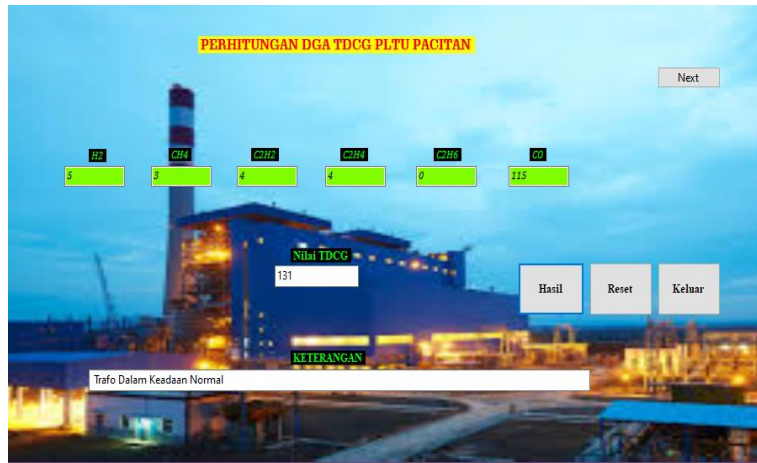 PERHITUNGAN DGA TDCG PLTU PACITAN
Next
H2 CH4 C2H2 C2H4 C2H6 CO
5 3 4 4 0 115
Nilai TDCG
131
Hasil Reset Keluar
KETERANGAN
Trafo Dalam Keadaan Normal